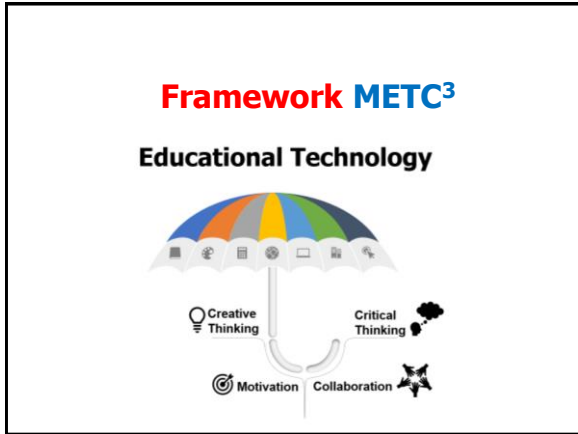 Framework METC³
Educational Technology
Creative
Thinking
Critical
Thinking
Motivation
Collaboration